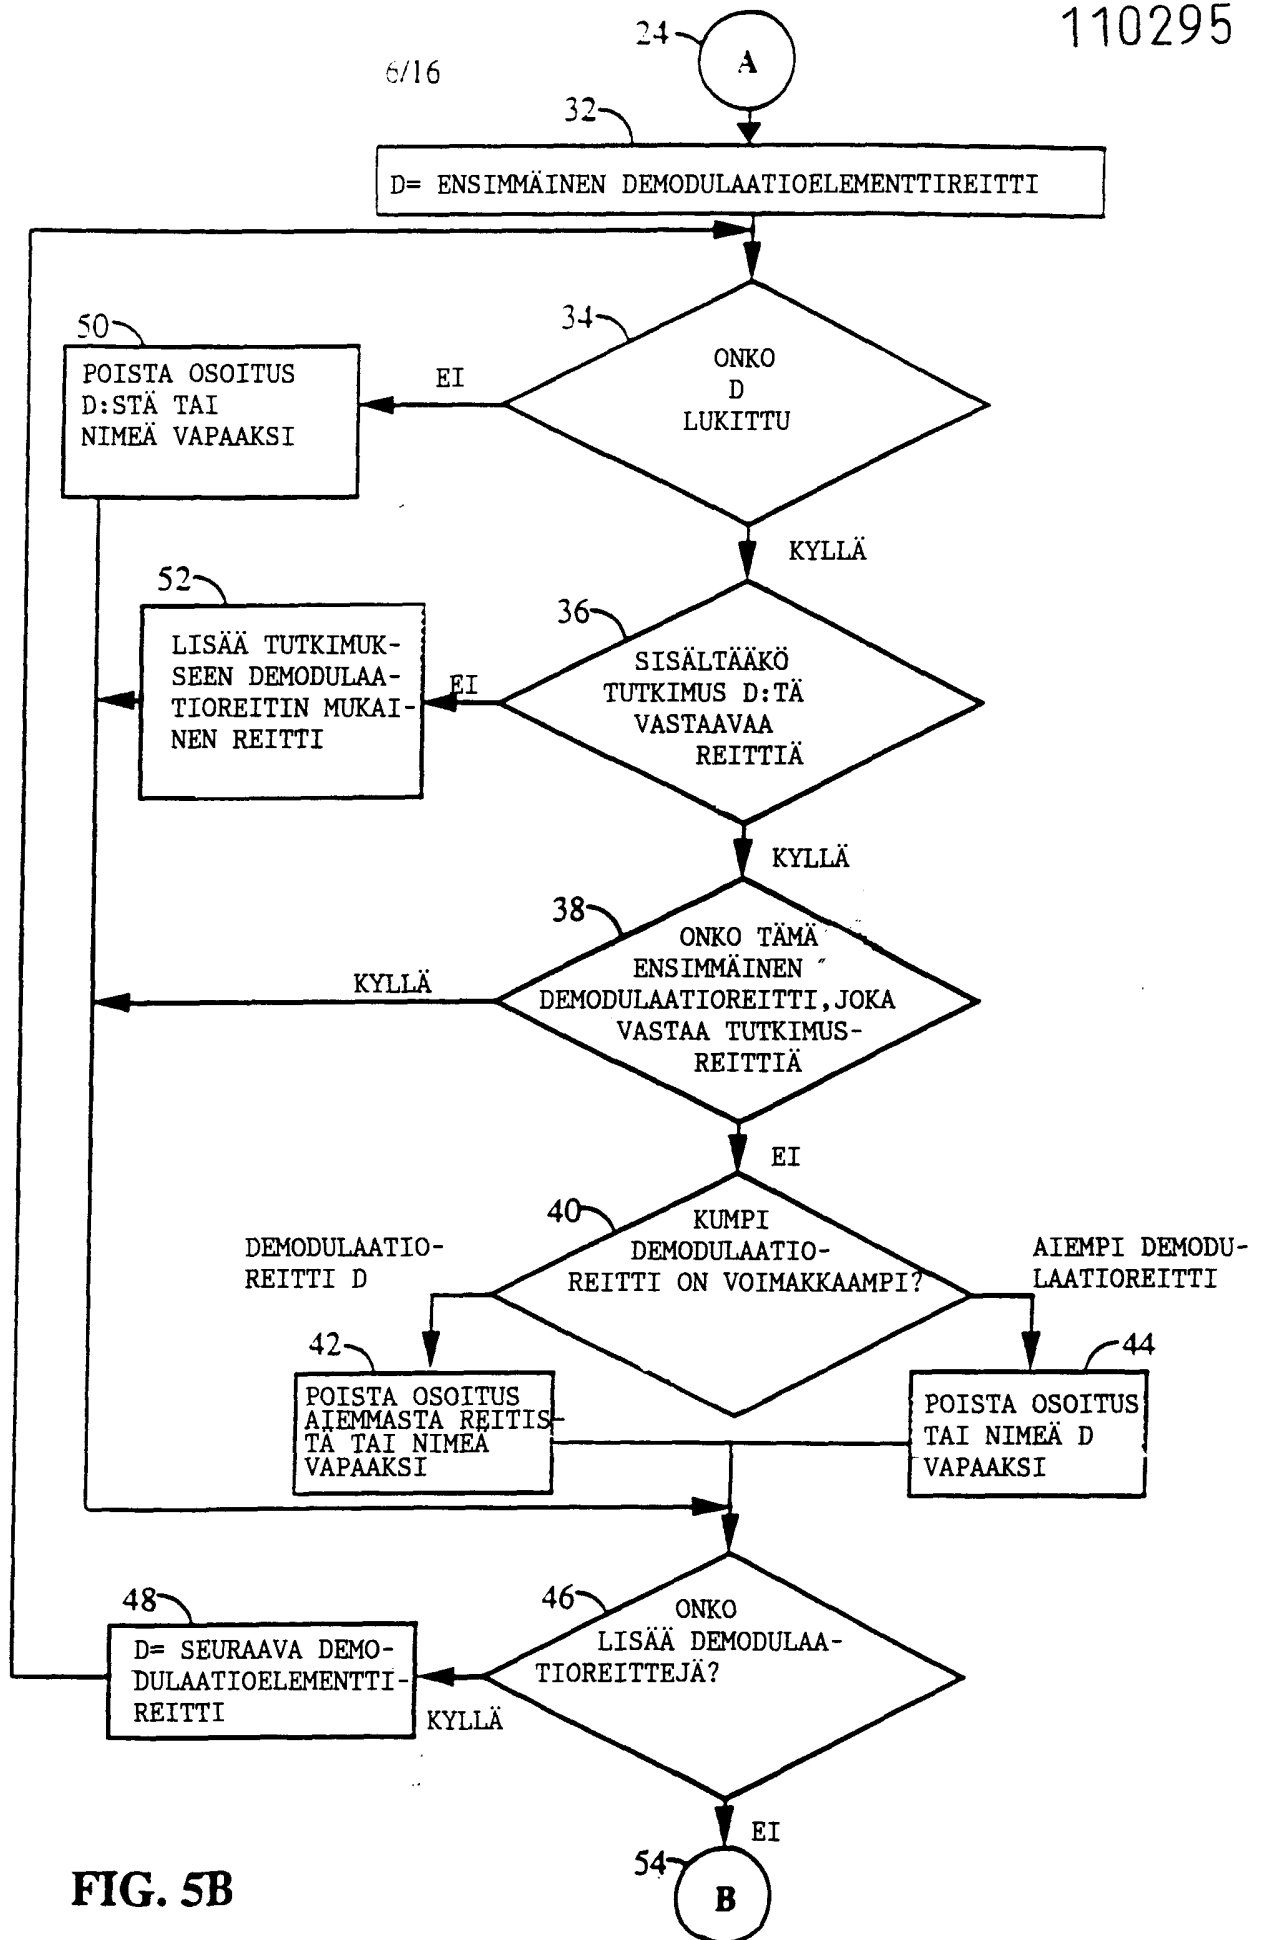 110295
6/16
24
A
32
D= ENSIMMÄINEN DEMODULAATIOELEMENTTIREITTI
34
ONKO
D
LUKITTU
EI
50
POISTA OSOITUS
D:STÄ TAI
NIMEÄ VAPAAKSI
KYLLÄ
36
SISÄLTÄÄKÖ
TUTKIMUS D:TÄ
VASTAAVAA
REITTIÄ
EI
52
LISÄÄ TUTKIMUK-
SEEN DEMODULAA-
TIOREITIN MUKAI-
NEN REITTI
KYLLÄ
38
ONKO TÄMÄ
ENSIMMÄINEN
DEMODULAATIOREITTI,JOKA
VASTAA TUTKIMUS-
REITTIÄ
KYLLÄ
EI
40
KUMPI
DEMODULAATIO-
REITTI ON VOIMAKKAAMPI?
DEMODULAATIO-
REITTI D
AIEMPI DEMODU-
LAATIOREITTI
42
POISTA OSOITUS
AIEMMASTA REITIS-
TÄ TAI NIMEÄ
VAPAAKSI
44
POISTA OSOITUS
TAI NIMEÄ D
VAPAAKSI
46
ONKO
LISÄÄ DEMODULAA-
TIOREITTEJÄ?
48
D= SEURAAVA DEMO-
DULAATIOELEMENTTI-
REITTI
KYLLÄ
EI
54
B
FIG. 5B